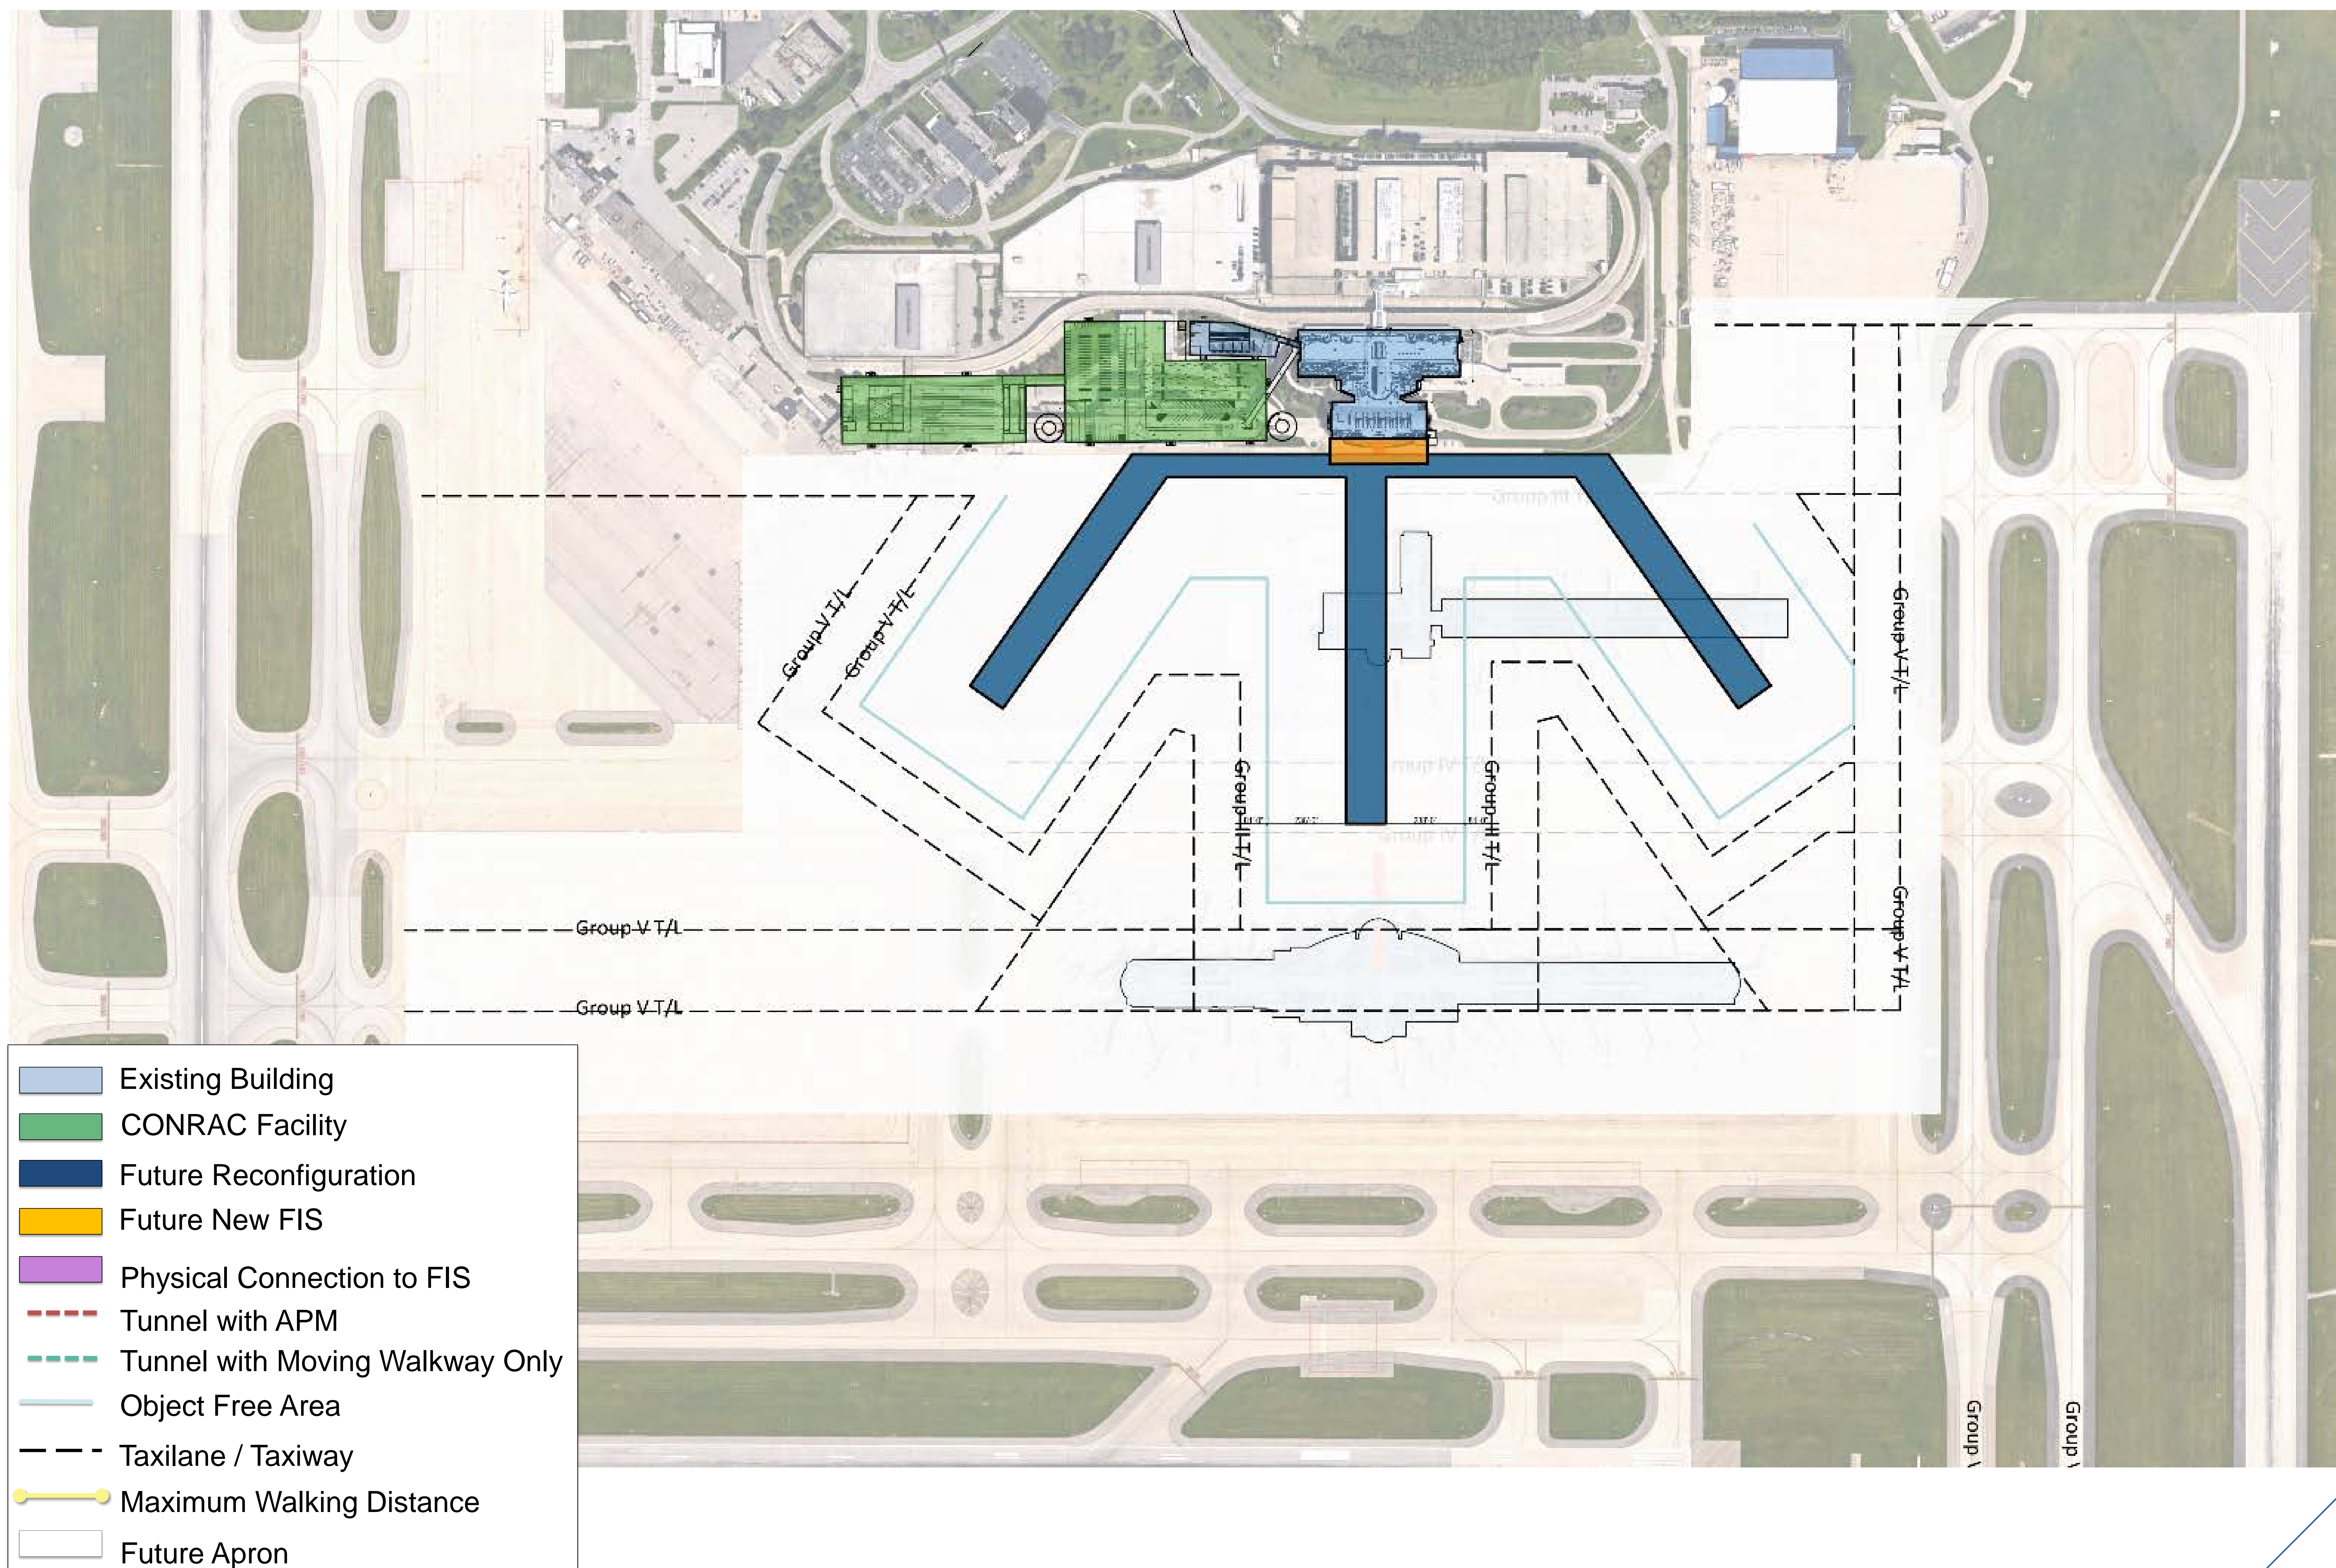 Group V T/L
Group V T/L
Group V T/L
Group III T/L
Group III T/L
Group V T/L
Group V T/L
Group V T/L
Existing Building
CONRAC Facility
Future Reconfiguration
Future New FIS
Physical Connection to FIS
Tunnel with APM
Tunnel with Moving Walkway Only
Object Free Area
Taxilane / Taxiway
Maximum Walking Distance
Future Apron
Group
Group